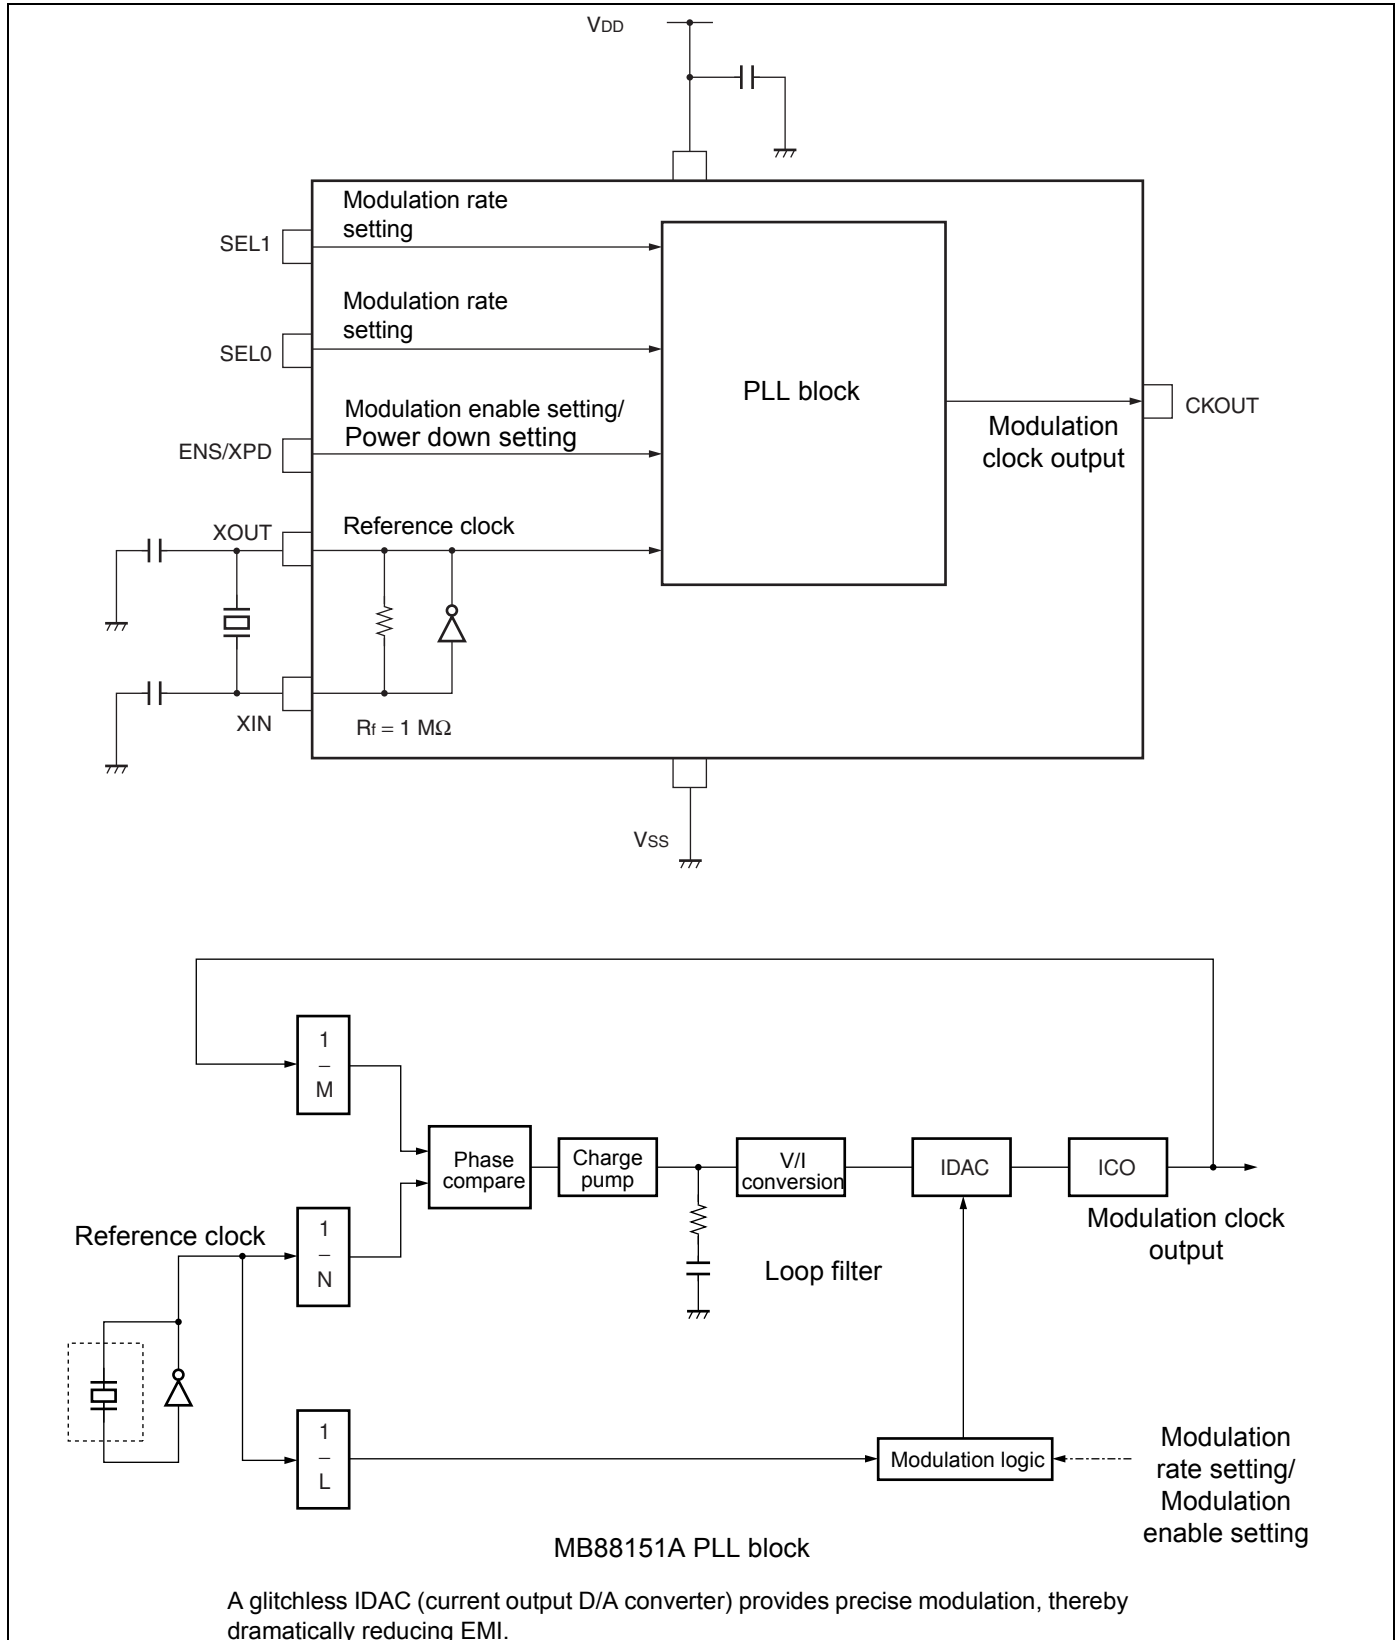 VDD
Modulation rate
setting
SEL1
Modulation rate
setting
SEL0
PLL block
Modulation enable setting/
Power down setting
ENS/XPD
CKOUT
Modulation
clock output
XOUT
Reference clock
XIN
Rf = 1 MΩ
VSS
1
–
M
Phase
compare
Charge
pump
V/I
conversion
IDAC
ICO
Reference clock
1
–
N
Loop filter
Modulation clock
output
1
–
L
Modulation logic
Modulation
rate setting/
Modulation
enable setting
MB88151A PLL block
A glitchless IDAC (current output D/A converter) provides precise modulation, thereby
dramatically reducing EMI.